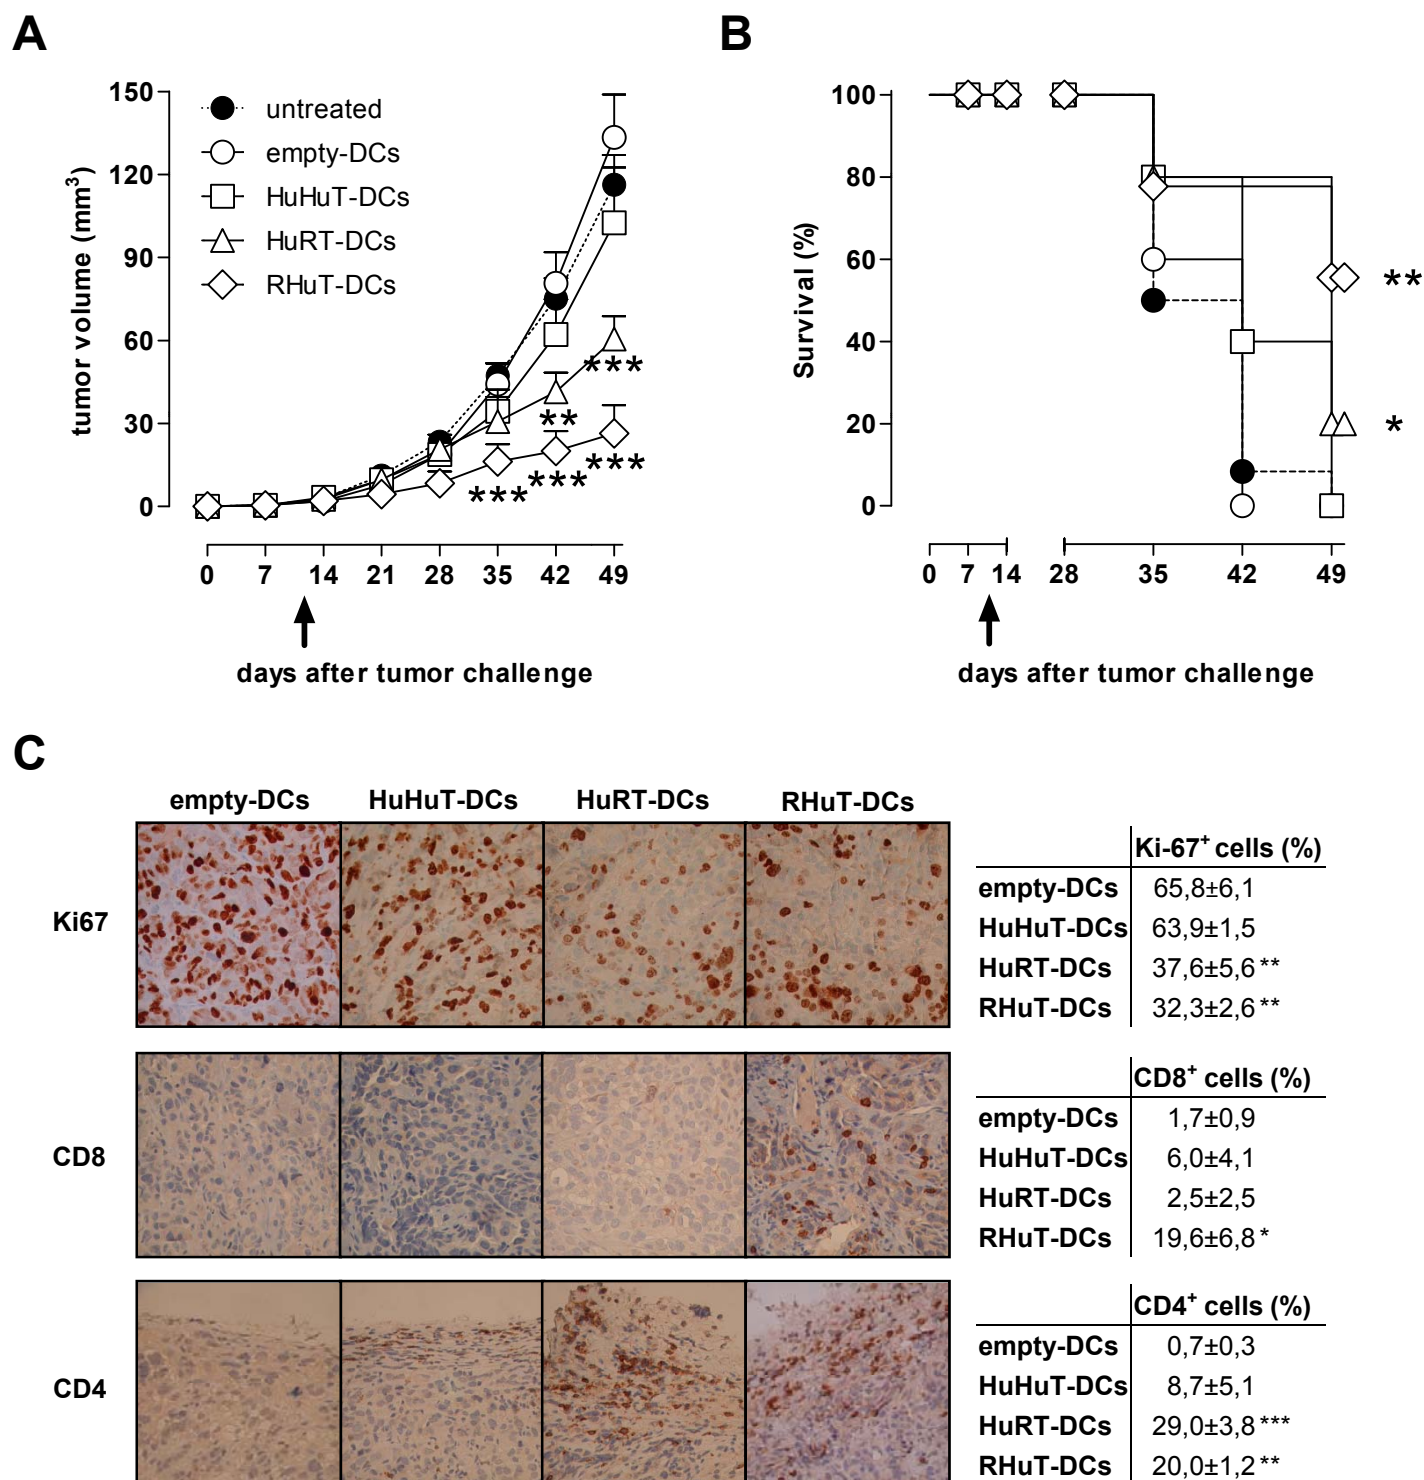 A
150
120
90
60
30
0
tumor volume (mm³)
untreated
empty-DCs
HuHuT-DCs
HuRT-DCs
RHuT-DCs
***
**
***
***
***
***
0 7 14 21 28 35 42 49
days after tumor challenge
B
100
80
60
40
20
0
Survival (%)
**
*
0 7 14 28 35 42 49
days after tumor challenge
C
empty-DCs HuHuT-DCs HuRT-DCs RHuT-DCs
Ki67
Ki-67⁺ cells (%)
empty-DCs 65,8±6,1
HuHuT-DCs 63,9±1,5
HuRT-DCs 37,6±5,6 **
RHuT-DCs 32,3±2,6 **
CD8
CD8⁺ cells (%)
empty-DCs 1,7±0,9
HuHuT-DCs 6,0±4,1
HuRT-DCs 2,5±2,5
RHuT-DCs 19,6±6,8 *
CD4
CD4⁺ cells (%)
empty-DCs 0,7±0,3
HuHuT-DCs 8,7±5,1
HuRT-DCs 29,0±3,8 ***
RHuT-DCs 20,0±1,2 **